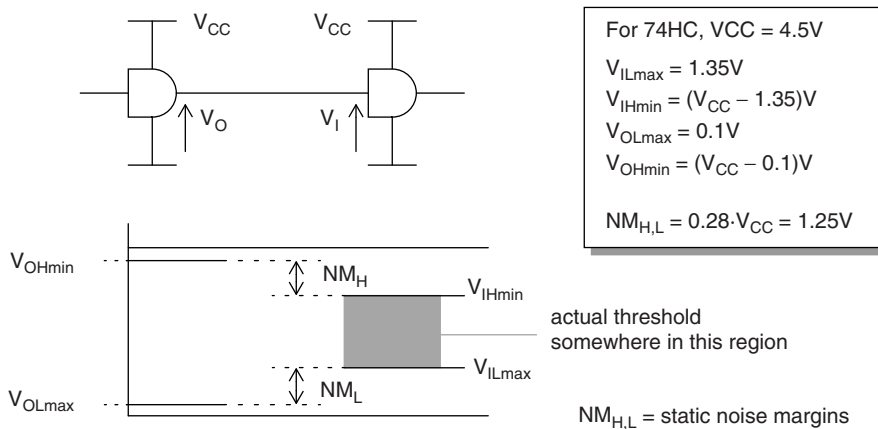 V_CC
V_CC
V_O
V_I
For 74HC, VCC = 4.5V
V_ILmax = 1.35V
V_IHmin = (V_CC − 1.35)V
V_OLmax = 0.1V
V_OHmin = (V_CC − 0.1)V
NM_H,L = 0.28·V_CC = 1.25V
V_OHmin
NM_H
V_IHmin
actual threshold
somewhere in this region
V_ILmax
NM_L
V_OLmax
NM_H,L = static noise margins